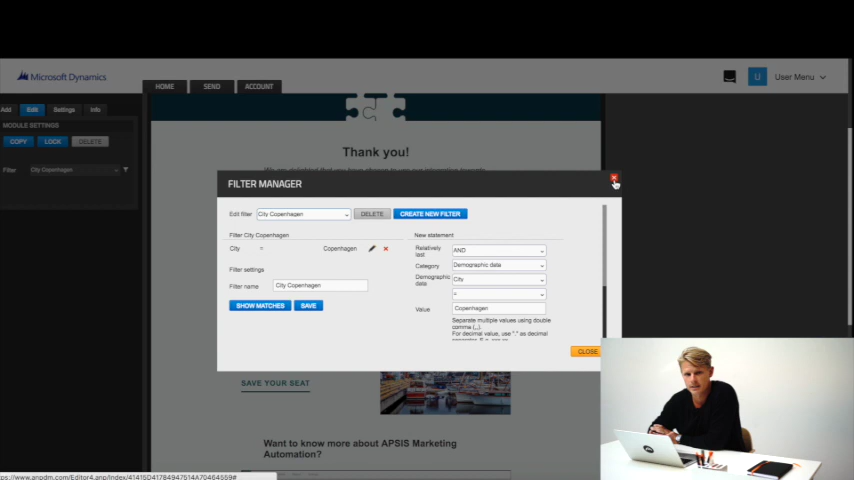 Microsoft Dynamics
HOME SEND ACCOUNT
U User Menu
Add Edit Settings Info
MODULE SETTINGS
COPY LOCK DELETE
Filter City Copenhagen
Thank you!
FILTER MANAGER
Edit filter City Copenhagen DELETE CREATE NEW FILTER
Filter City Copenhagen
City = Copenhagen
Filter settings
Filter name City Copenhagen
SHOW MATCHES SAVE
New statement
Relatively last AND
Category Demographic data
Demographic data City
=
Value Copenhagen
Separate multiple values using double
comma (,,).
For decimal value, use "." as decimal
CLOSE
SAVE YOUR SEAT
Want to know more about APSIS Marketing
Automation?